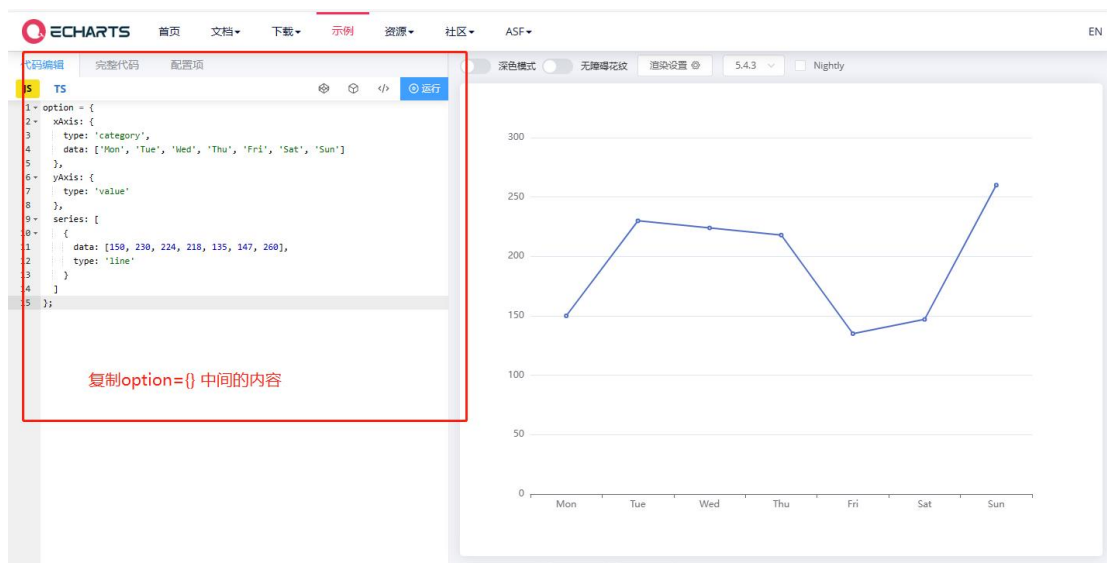 ECHARTS 首页 文档 下载 示例 资源 社区 ASF EN
代码编辑 完整代码 配置项 深色模式 无障碍花纹 渲染设置 5.4.3 Nightly
JS TS </> 运行
1 option = {
2 xAxis: {
3 type: 'category',
4 data: ['Mon', 'Tue', 'Wed', 'Thu', 'Fri', 'Sat', 'Sun']
5 },
6 yAxis: {
7 type: 'value'
8 },
9 series: [
10 {
11 data: [150, 230, 224, 218, 135, 147, 260],
12 type: 'line'
13 }
14 ]
15 };
复制option={} 中间的内容
300
250
200
150
100
50
0
Mon Tue Wed Thu Fri Sat Sun